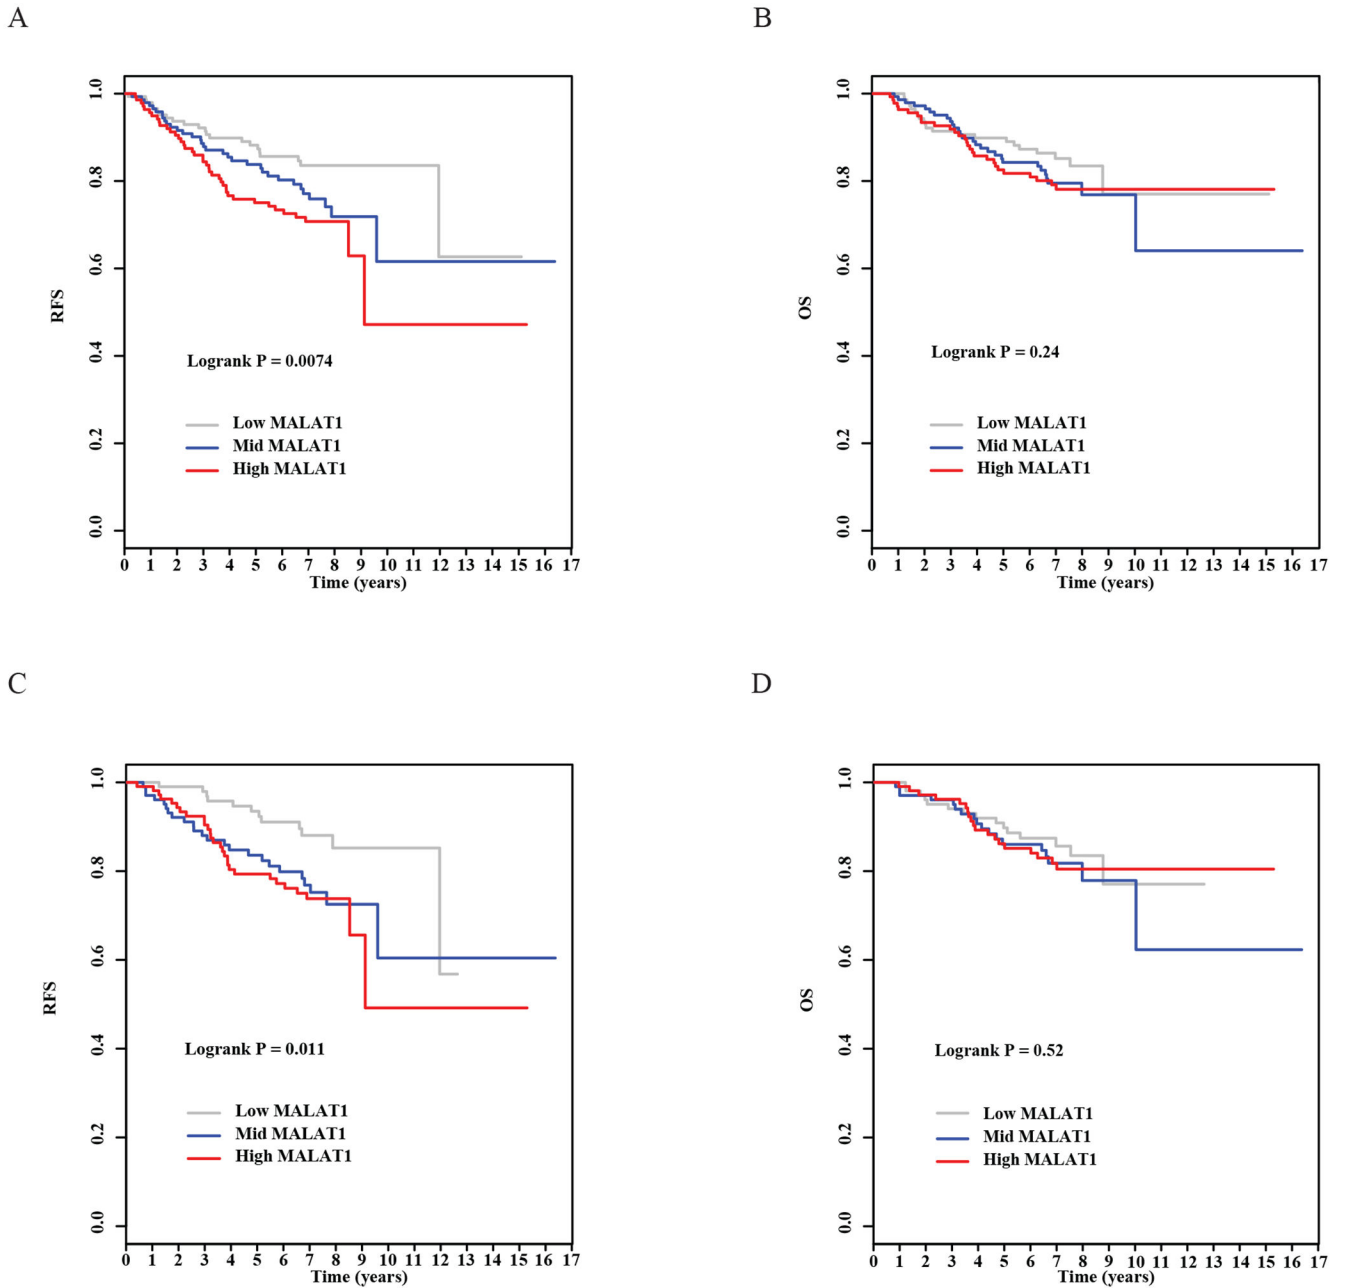 A
1.0
0.8
0.6
0.4
0.2
0.0
RFS
Logrank P = 0.0074
Low MALAT1
Mid MALAT1
High MALAT1
0 1 2 3 4 5 6 7 8 9 10 11 12 13 14 15 16 17
Time (years)
B
1.0
0.8
0.6
0.4
0.2
0.0
OS
Logrank P = 0.24
Low MALAT1
Mid MALAT1
High MALAT1
0 1 2 3 4 5 6 7 8 9 10 11 12 13 14 15 16 17
Time (years)
C
1.0
0.8
0.6
0.4
0.2
0.0
RFS
Logrank P = 0.011
Low MALAT1
Mid MALAT1
High MALAT1
0 1 2 3 4 5 6 7 8 9 10 11 12 13 14 15 16 17
Time (years)
D
1.0
0.8
0.6
0.4
0.2
0.0
OS
Logrank P = 0.52
Low MALAT1
Mid MALAT1
High MALAT1
0 1 2 3 4 5 6 7 8 9 10 11 12 13 14 15 16 17
Time (years)